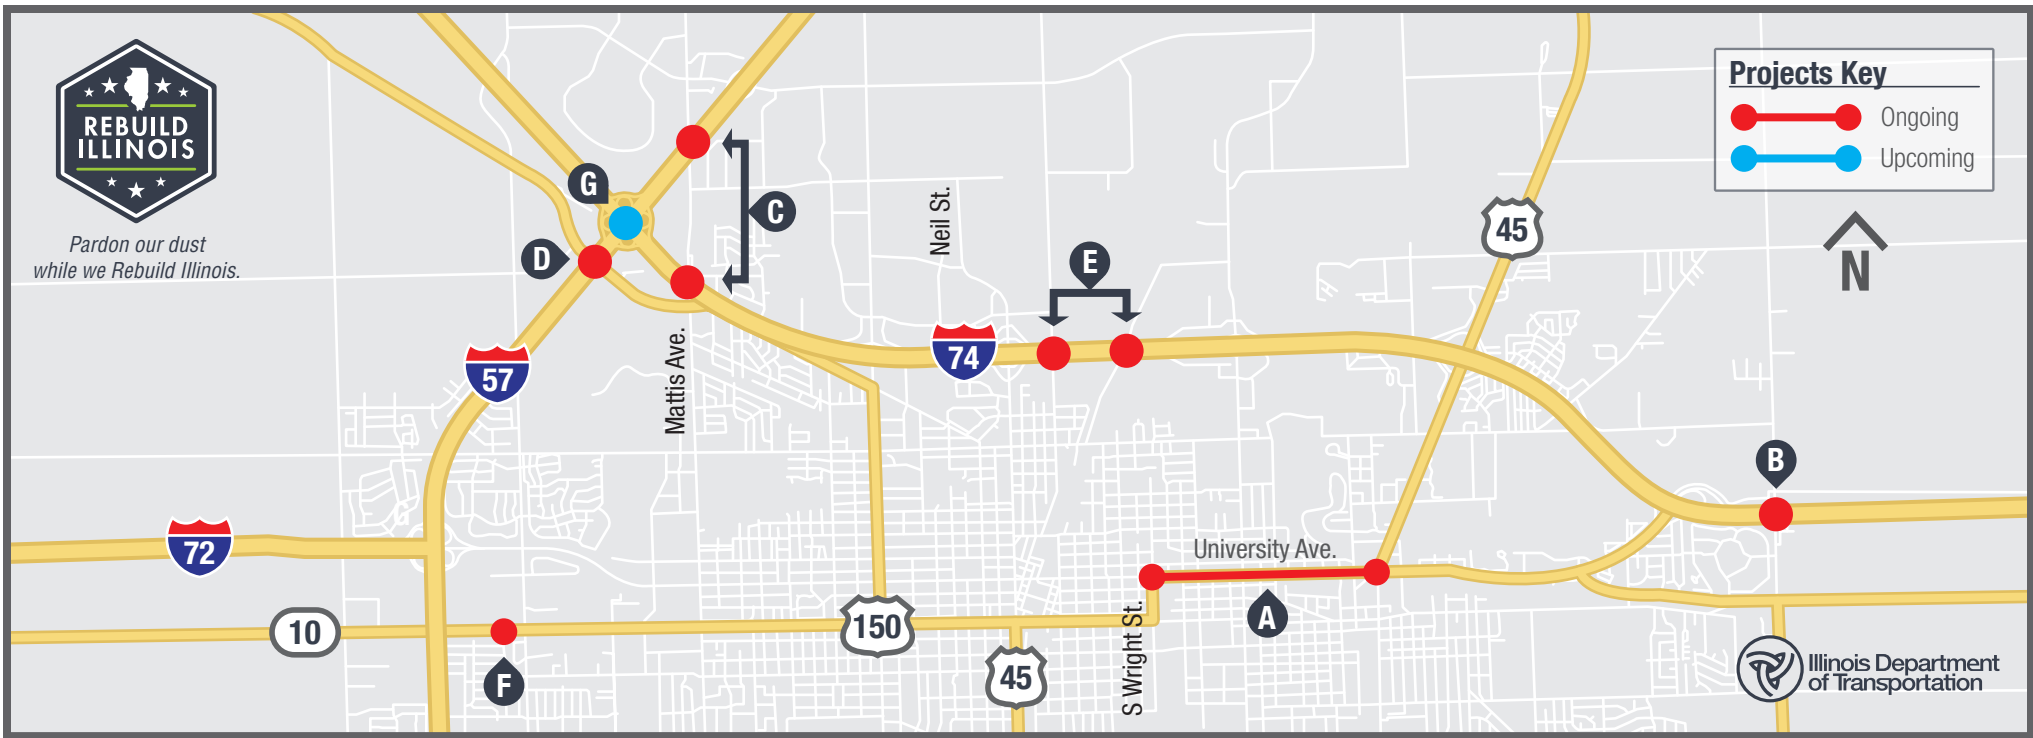 REBUILD
ILLINOIS
Pardon our dust
while we Rebuild Illinois.
Projects Key
Ongoing
Upcoming
N
G
C
D
E
B
A
F
Neil St.
Mattis Ave.
University Ave.
S Wright St.
57
74
72
10
150
45
45
Illinois Department
of Transportation